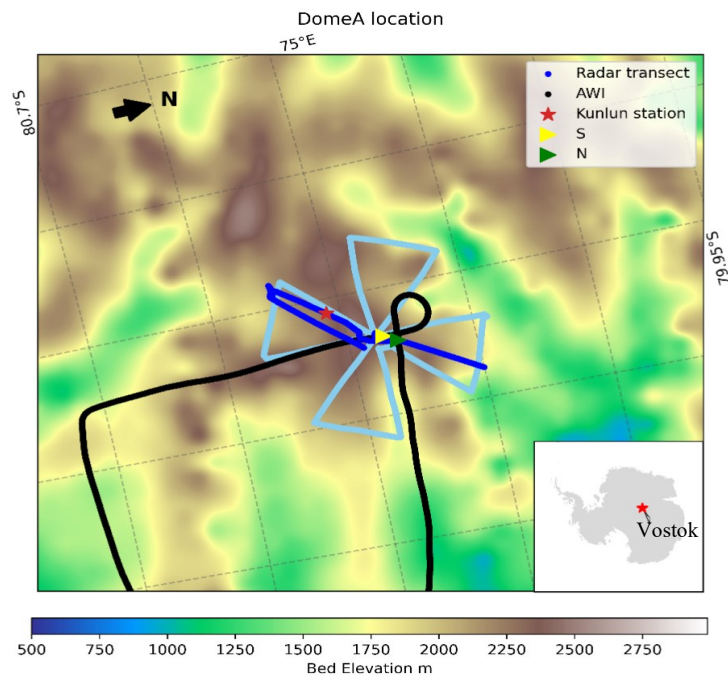 DomeA location
75°E
80.7°S
N
Radar transect
AWI
Kunlun station
S
N
79.95°S
Vostok
500 750 1000 1250 1500 1750 2000 2250 2500 2750
Bed Elevation m